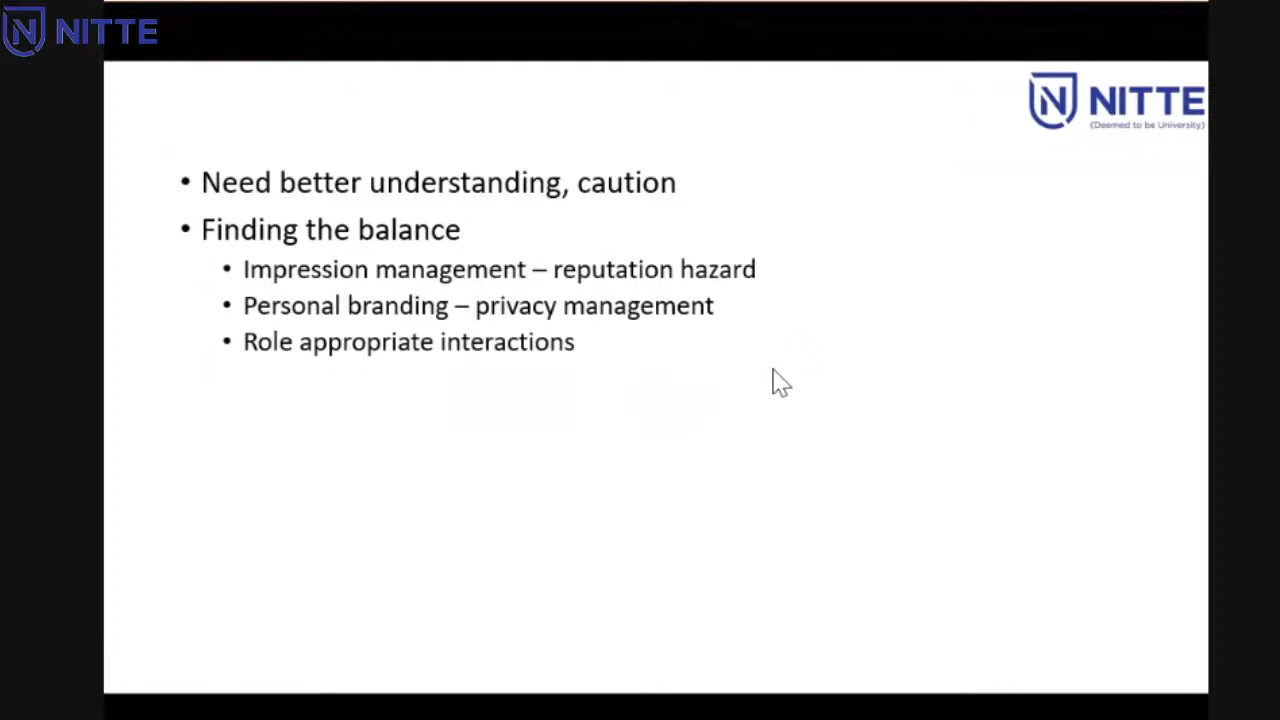 NITTE
NITTE
(Deemed to be University)
• Need better understanding, caution
• Finding the balance
• Impression management – reputation hazard
• Personal branding – privacy management
• Role appropriate interactions